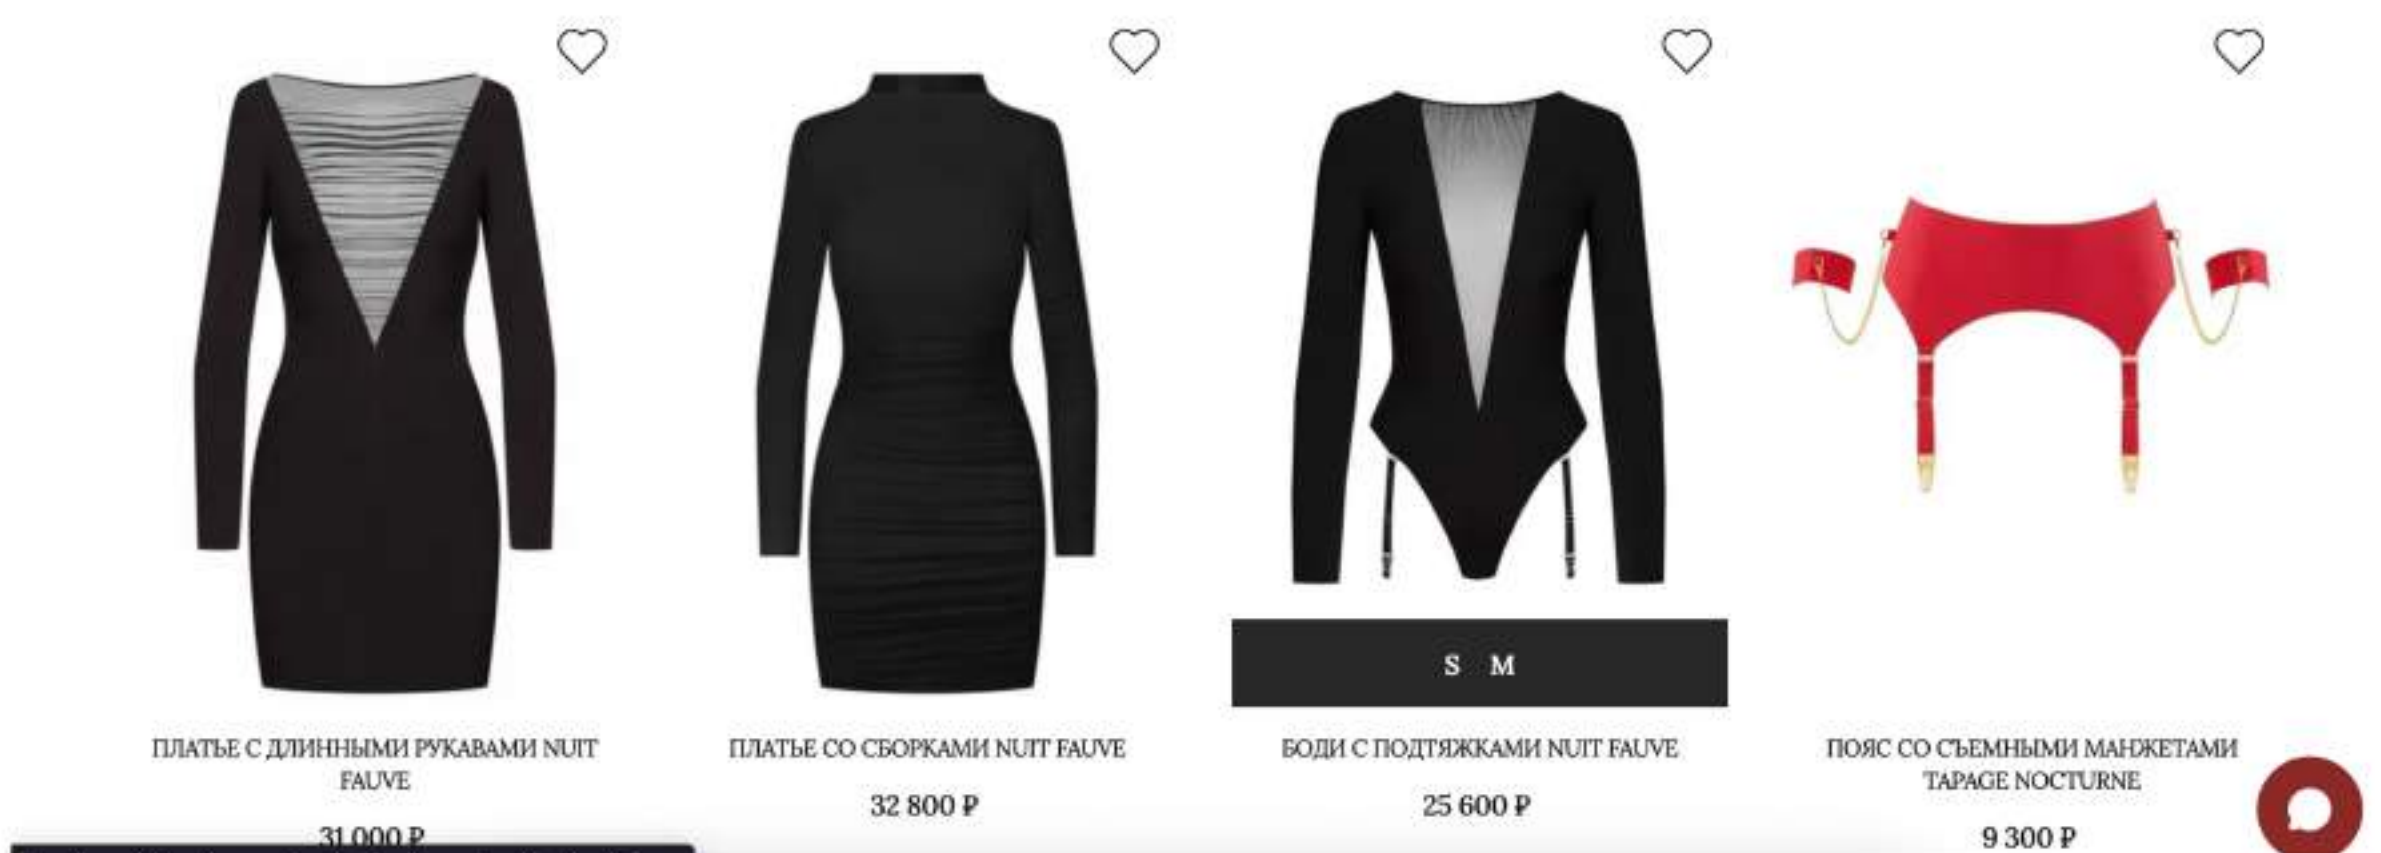 S M
ПЛАТЬЕ С ДЛИННЫМИ РУКАВАМИ NUIT
FAUVE
31 000 ₽
ПЛАТЬЕ СО СБОРКАМИ NUIT FAUVE
32 800 ₽
БОДИ С ПОДТЯЖКАМИ NUIT FAUVE
25 600 ₽
ПОЯС СО СЪЕМНЫМИ МАНЖЕТАМИ
TAPAGE NOCTURNE
9 300 ₽